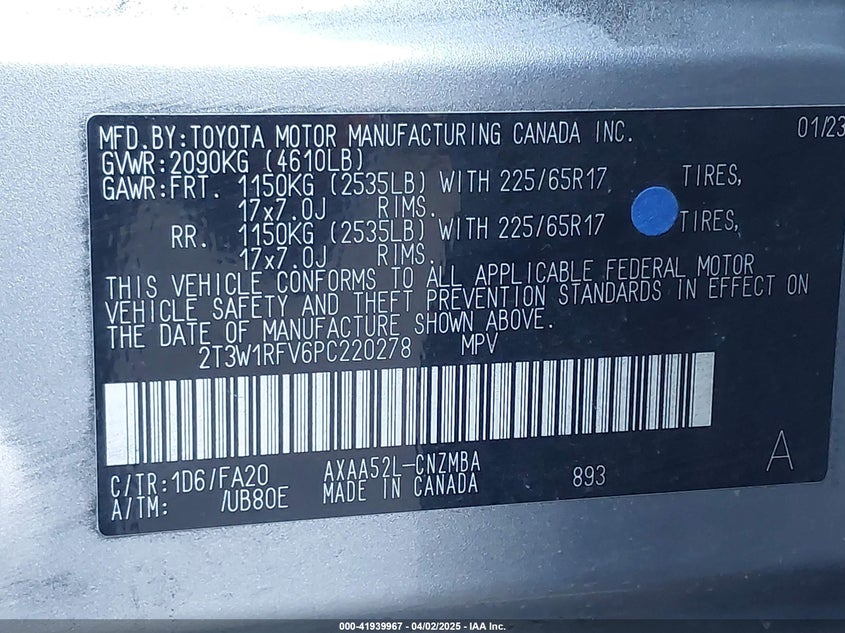 MFD.BY:TOYOTA MOTOR MANUFACTURING CANADA INC. 01/23
GVWR:2090KG (4610LB)
GAWR:FRT. 1150KG (2535LB) WITH 225/65R17 TIRES,
17x7.0J RIMS.
RR. 1150KG (2535LB) WITH 225/65R17 TIRES,
17x7.0J RIMS.
THIS VEHICLE CONFORMS TO ALL APPLICABLE FEDERAL MOTOR
VEHICLE SAFETY AND THEFT PREVENTION STANDARDS IN EFFECT ON
THE DATE OF MANUFACTURE SHOWN ABOVE.
2T3W1RFV6PC220278 MPV
C/TR:1D6/FA20 AXAA52L-CNZMBA 893 A
A/TM: /UB80E MADE IN CANADA
000-41939967 - 04/02/2025 - IAA Inc.